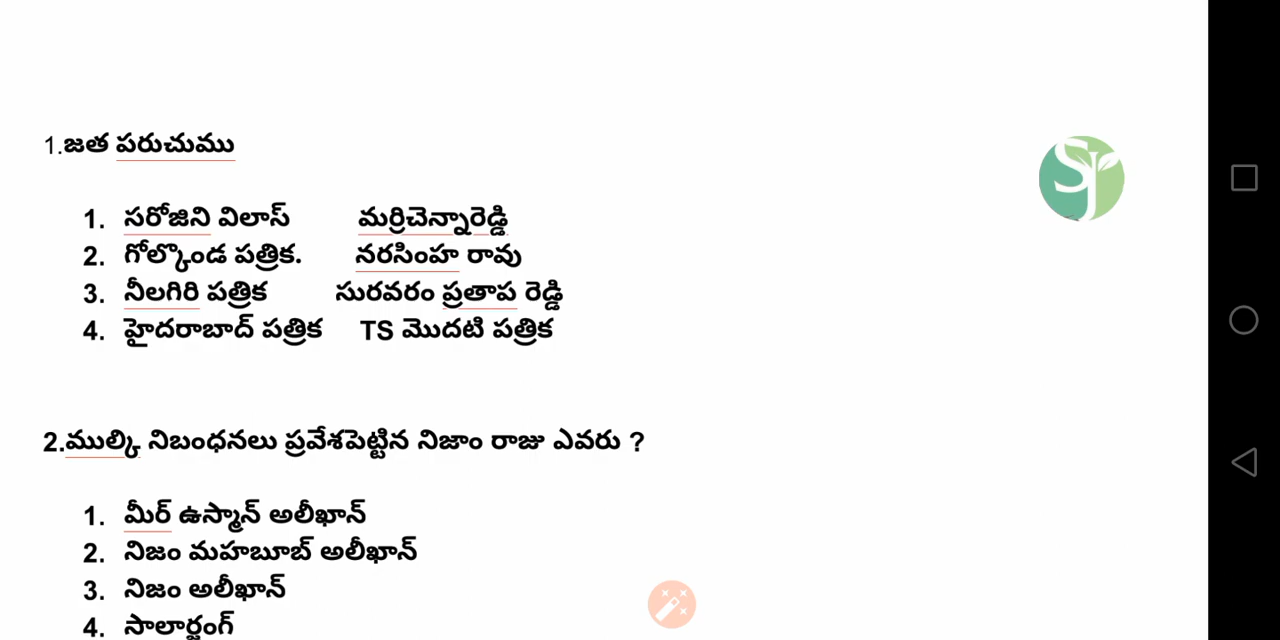 1.జత పరుచుము
1. సరోజిని విలాస్ మర్రిచెన్నారెడ్డి
2. గోల్కొండ పత్రిక. నరసింహ రావు
3. నీలగిరి పత్రిక సురవరం ప్రతాప రెడ్డి
4. హైదరాబాద్ పత్రిక TS మొదటి పత్రిక
2.ముల్కి నిబంధనలు ప్రవేశపెట్టిన నిజాం రాజు ఎవరు ?
1. మీర్ ఉస్మాన్ అలీఖాన్
2. నిజం మహబూబ్ అలీఖాన్
3. నిజం అలీఖాన్
4. సాలార్జంగ్